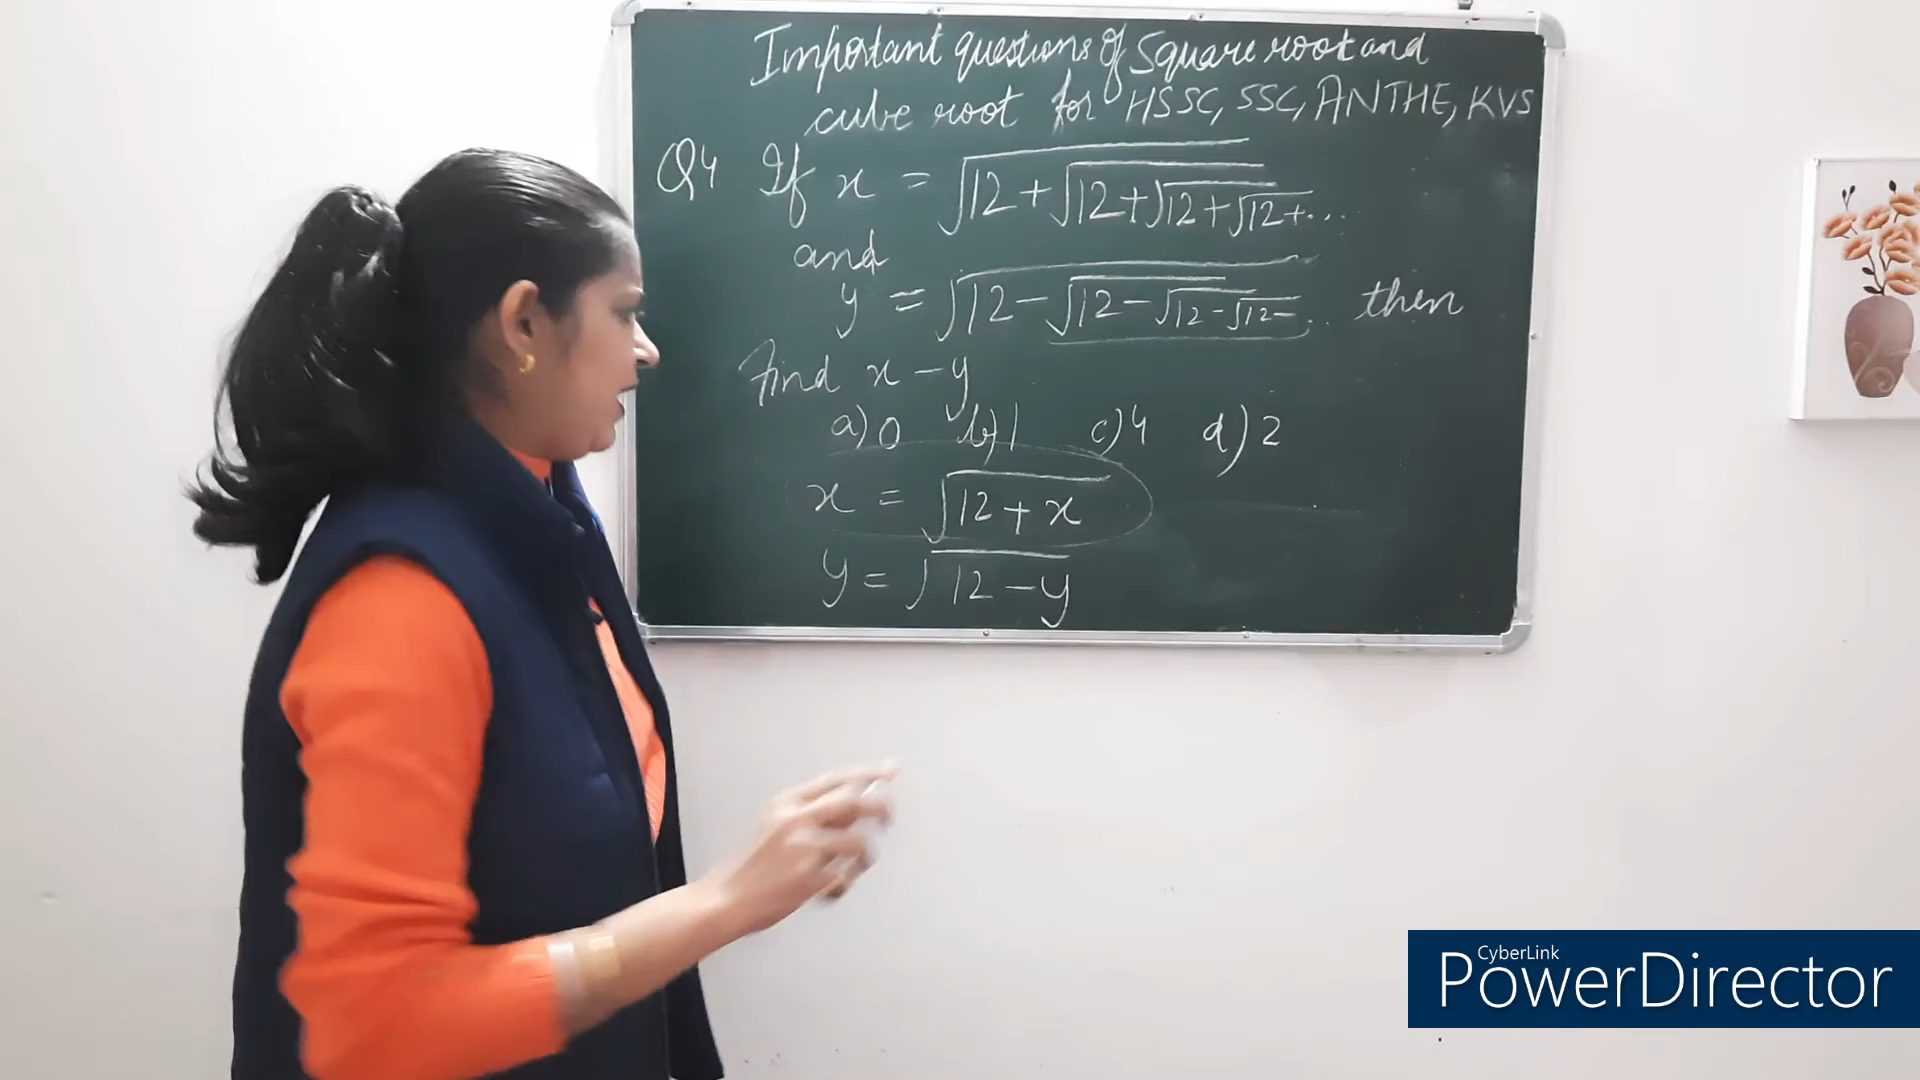 Important questions of Square root and
cube root for HSSC, SSC, ANTHE, KVS
Q4 If x = √12+√12+√12+√12+...
and
y = √12-√12-√12-√12-... then
Find x-y
a) 0 b) 1 c) 4 d) 2
x = √12+x
y = √12-y
CyberLink
PowerDirector